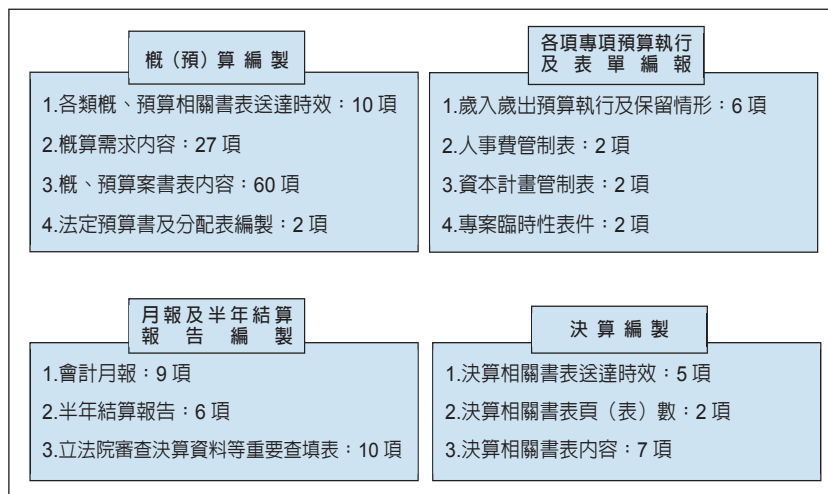 概（預）算編製
1.各類概、預算相關書表送達時效：10 項
2.概算需求內容：27 項
3.概、預算案書表內容：60 項
4.法定預算書及分配表編製：2 項
各項專項預算執行
及表單編報
1.歲入歲出預算執行及保留情形：6 項
2.人事費管制表：2 項
3.資本計畫管制表：2 項
4.專案臨時性表件：2 項
月報及半年結算
報告編製
1.會計月報：9 項
2.半年結算報告：6 項
3.立法院審查決算資料等重要查填表：10 項
決算編製
1.決算相關書表送達時效：5 項
2.決算相關書表頁（表）數：2 項
3.決算相關書表內容：7 項